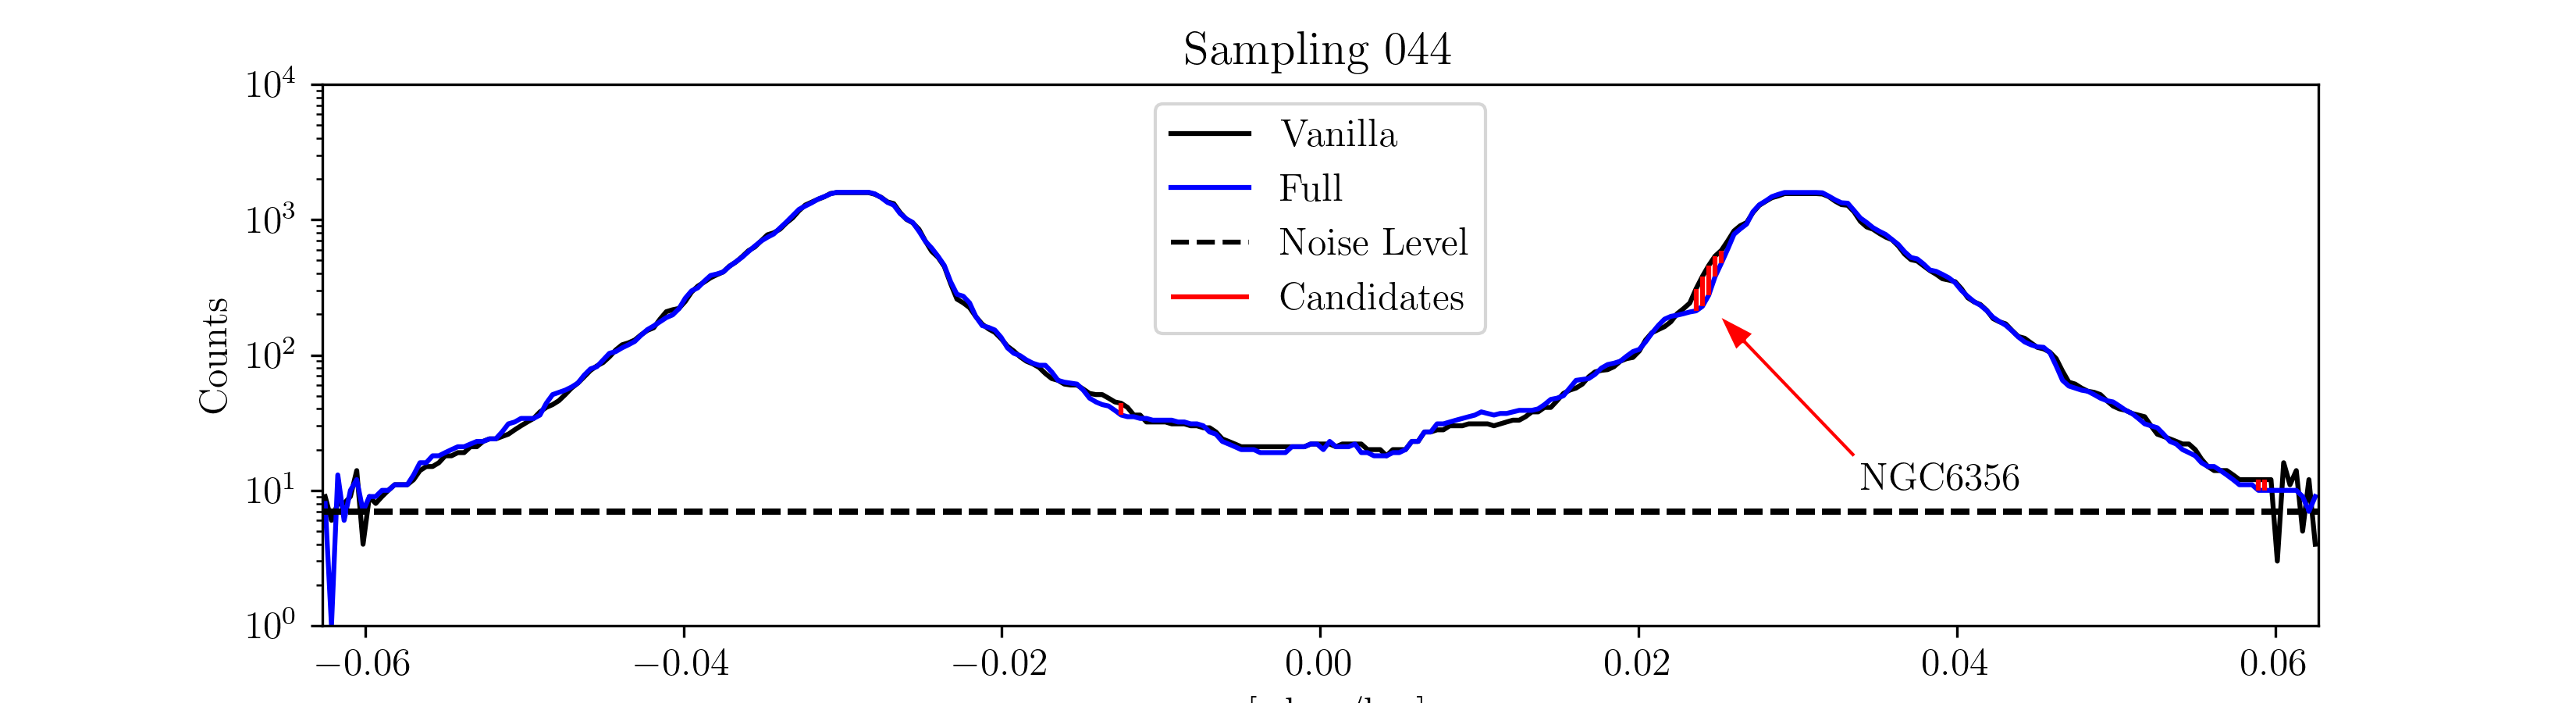 Sampling 044
10^4
10^3
10^2
10^1
10^0
Counts
Vanilla
Full
Noise Level
Candidates
NGC6356
−0.06 −0.04 −0.02 0.00 0.02 0.04 0.06